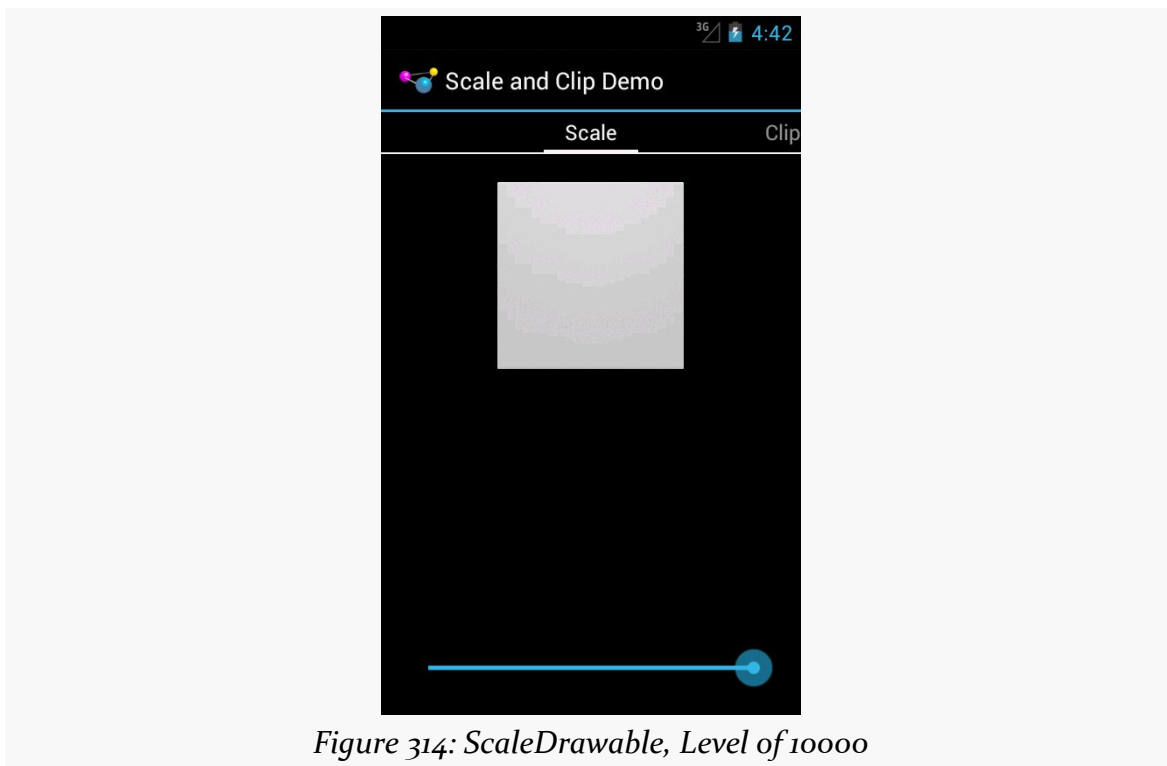 3G 4:42
Scale and Clip Demo
Scale Clip
Figure 314: ScaleDrawable, Level of 10000